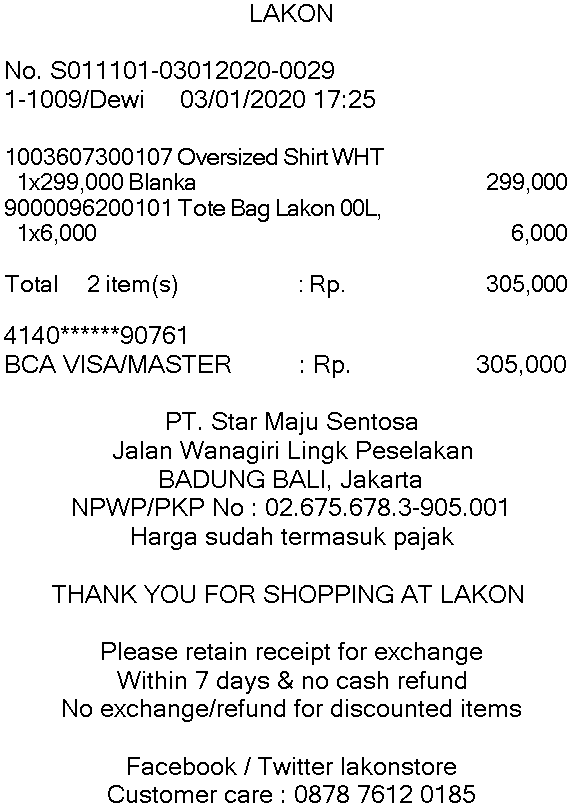 LAKON
No. S011101-03012020-0029
1-1009/Dewi 03/01/2020 17:25
1003607300107 Oversized Shirt WHT
1x299,000 Blanka 299,000
9000096200101 Tote Bag Lakon 00L,
1x6,000 6,000
Total 2 item(s) : Rp. 305,000
4140******90761
BCA VISA/MASTER : Rp. 305,000
PT. Star Maju Sentosa
Jalan Wanagiri Lingk Peselakan
BADUNG BALI, Jakarta
NPWP/PKP No : 02.675.678.3-905.001
Harga sudah termasuk pajak
THANK YOU FOR SHOPPING AT LAKON
Please retain receipt for exchange
Within 7 days & no cash refund
No exchange/refund for discounted items
Facebook / Twitter lakonstore
Customer care : 0878 7612 0185